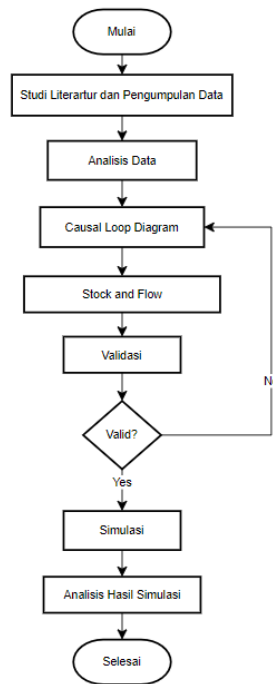 Mulai
Studi Literartur dan Pengumpulan Data
Analisis Data
Causal Loop Diagram
Stock and Flow
Validasi
Valid?
Yes
Simulasi
Analisis Hasil Simulasi
Selesai